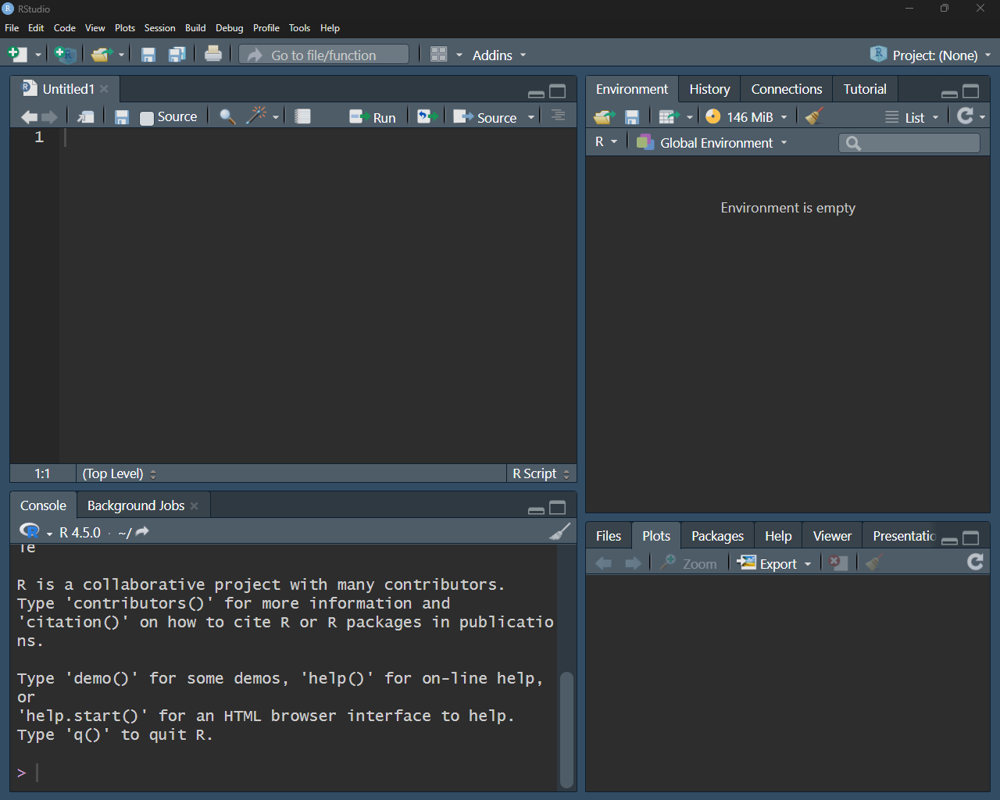 RStudio
File Edit Code View Plots Session Build Debug Profile Tools Help
Go to file/function Addins Project: (None)
Untitled1
Source Run Source
1
1:1 (Top Level) R Script
Console Background Jobs
R 4.5.0 · ~/
R is a collaborative project with many contributors.
Type 'contributors()' for more information and
'citation()' on how to cite R or R packages in publicatio
ns.
Type 'demo()' for some demos, 'help()' for on-line help,
or
'help.start()' for an HTML browser interface to help.
Type 'q()' to quit R.
>
Environment History Connections Tutorial
146 MiB List
R Global Environment
Environment is empty
Files Plots Packages Help Viewer Presentatio
Zoom Export